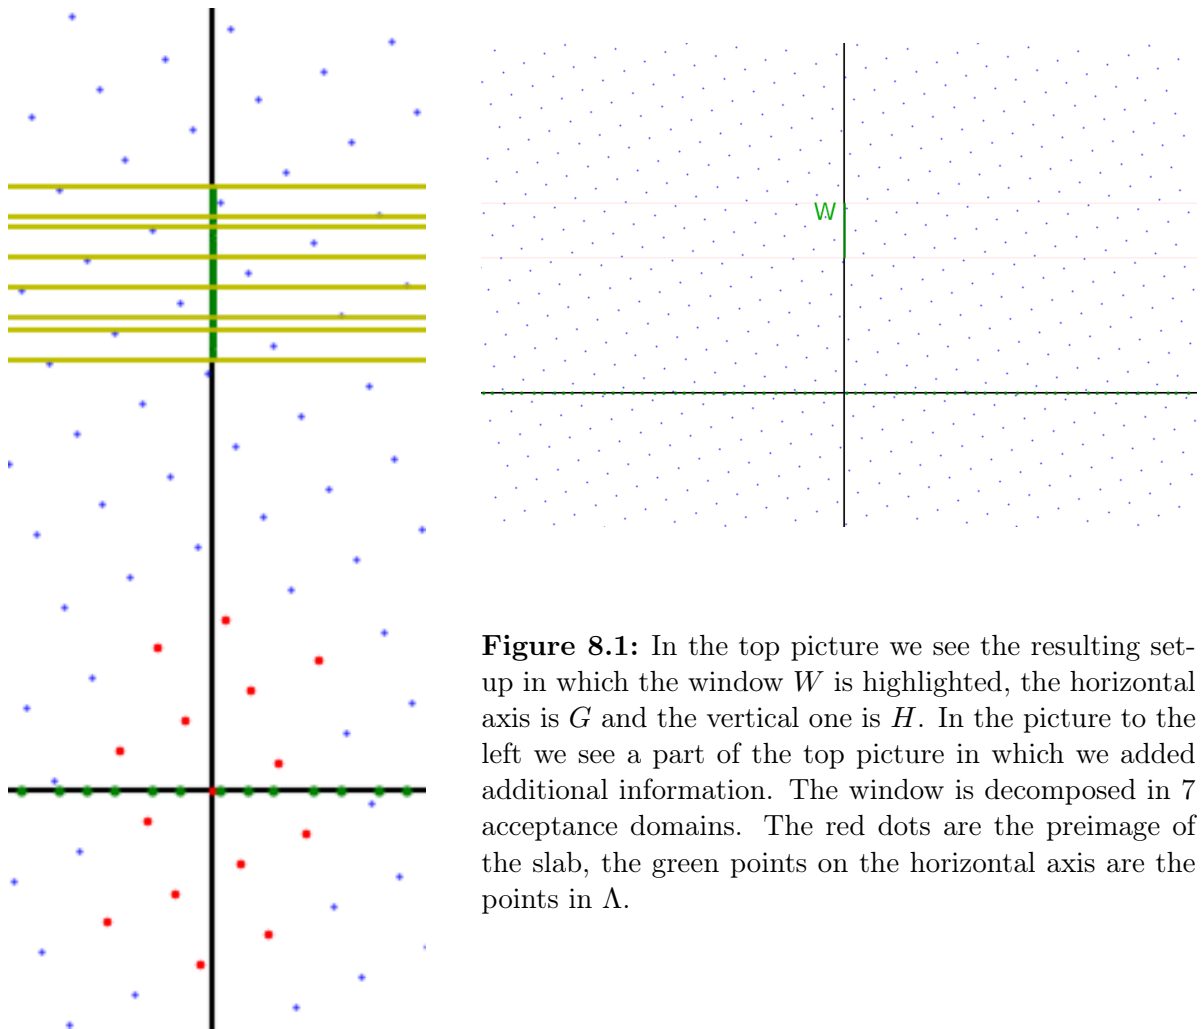 W
Figure 8.1: In the top picture we see the resulting set-
up in which the window W is highlighted, the horizontal
axis is G and the vertical one is H. In the picture to the
left we see a part of the top picture in which we added
additional information. The window is decomposed in 7
acceptance domains. The red dots are the preimage of
the slab, the green points on the horizontal axis are the
points in Λ.